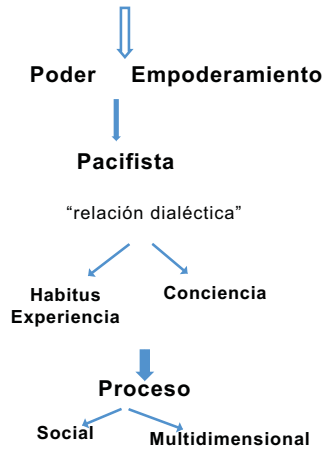 Poder Empoderamiento
Pacifista
“relación dialéctica”
Habitus Conciencia
Experiencia
Proceso
Social Multidimensional